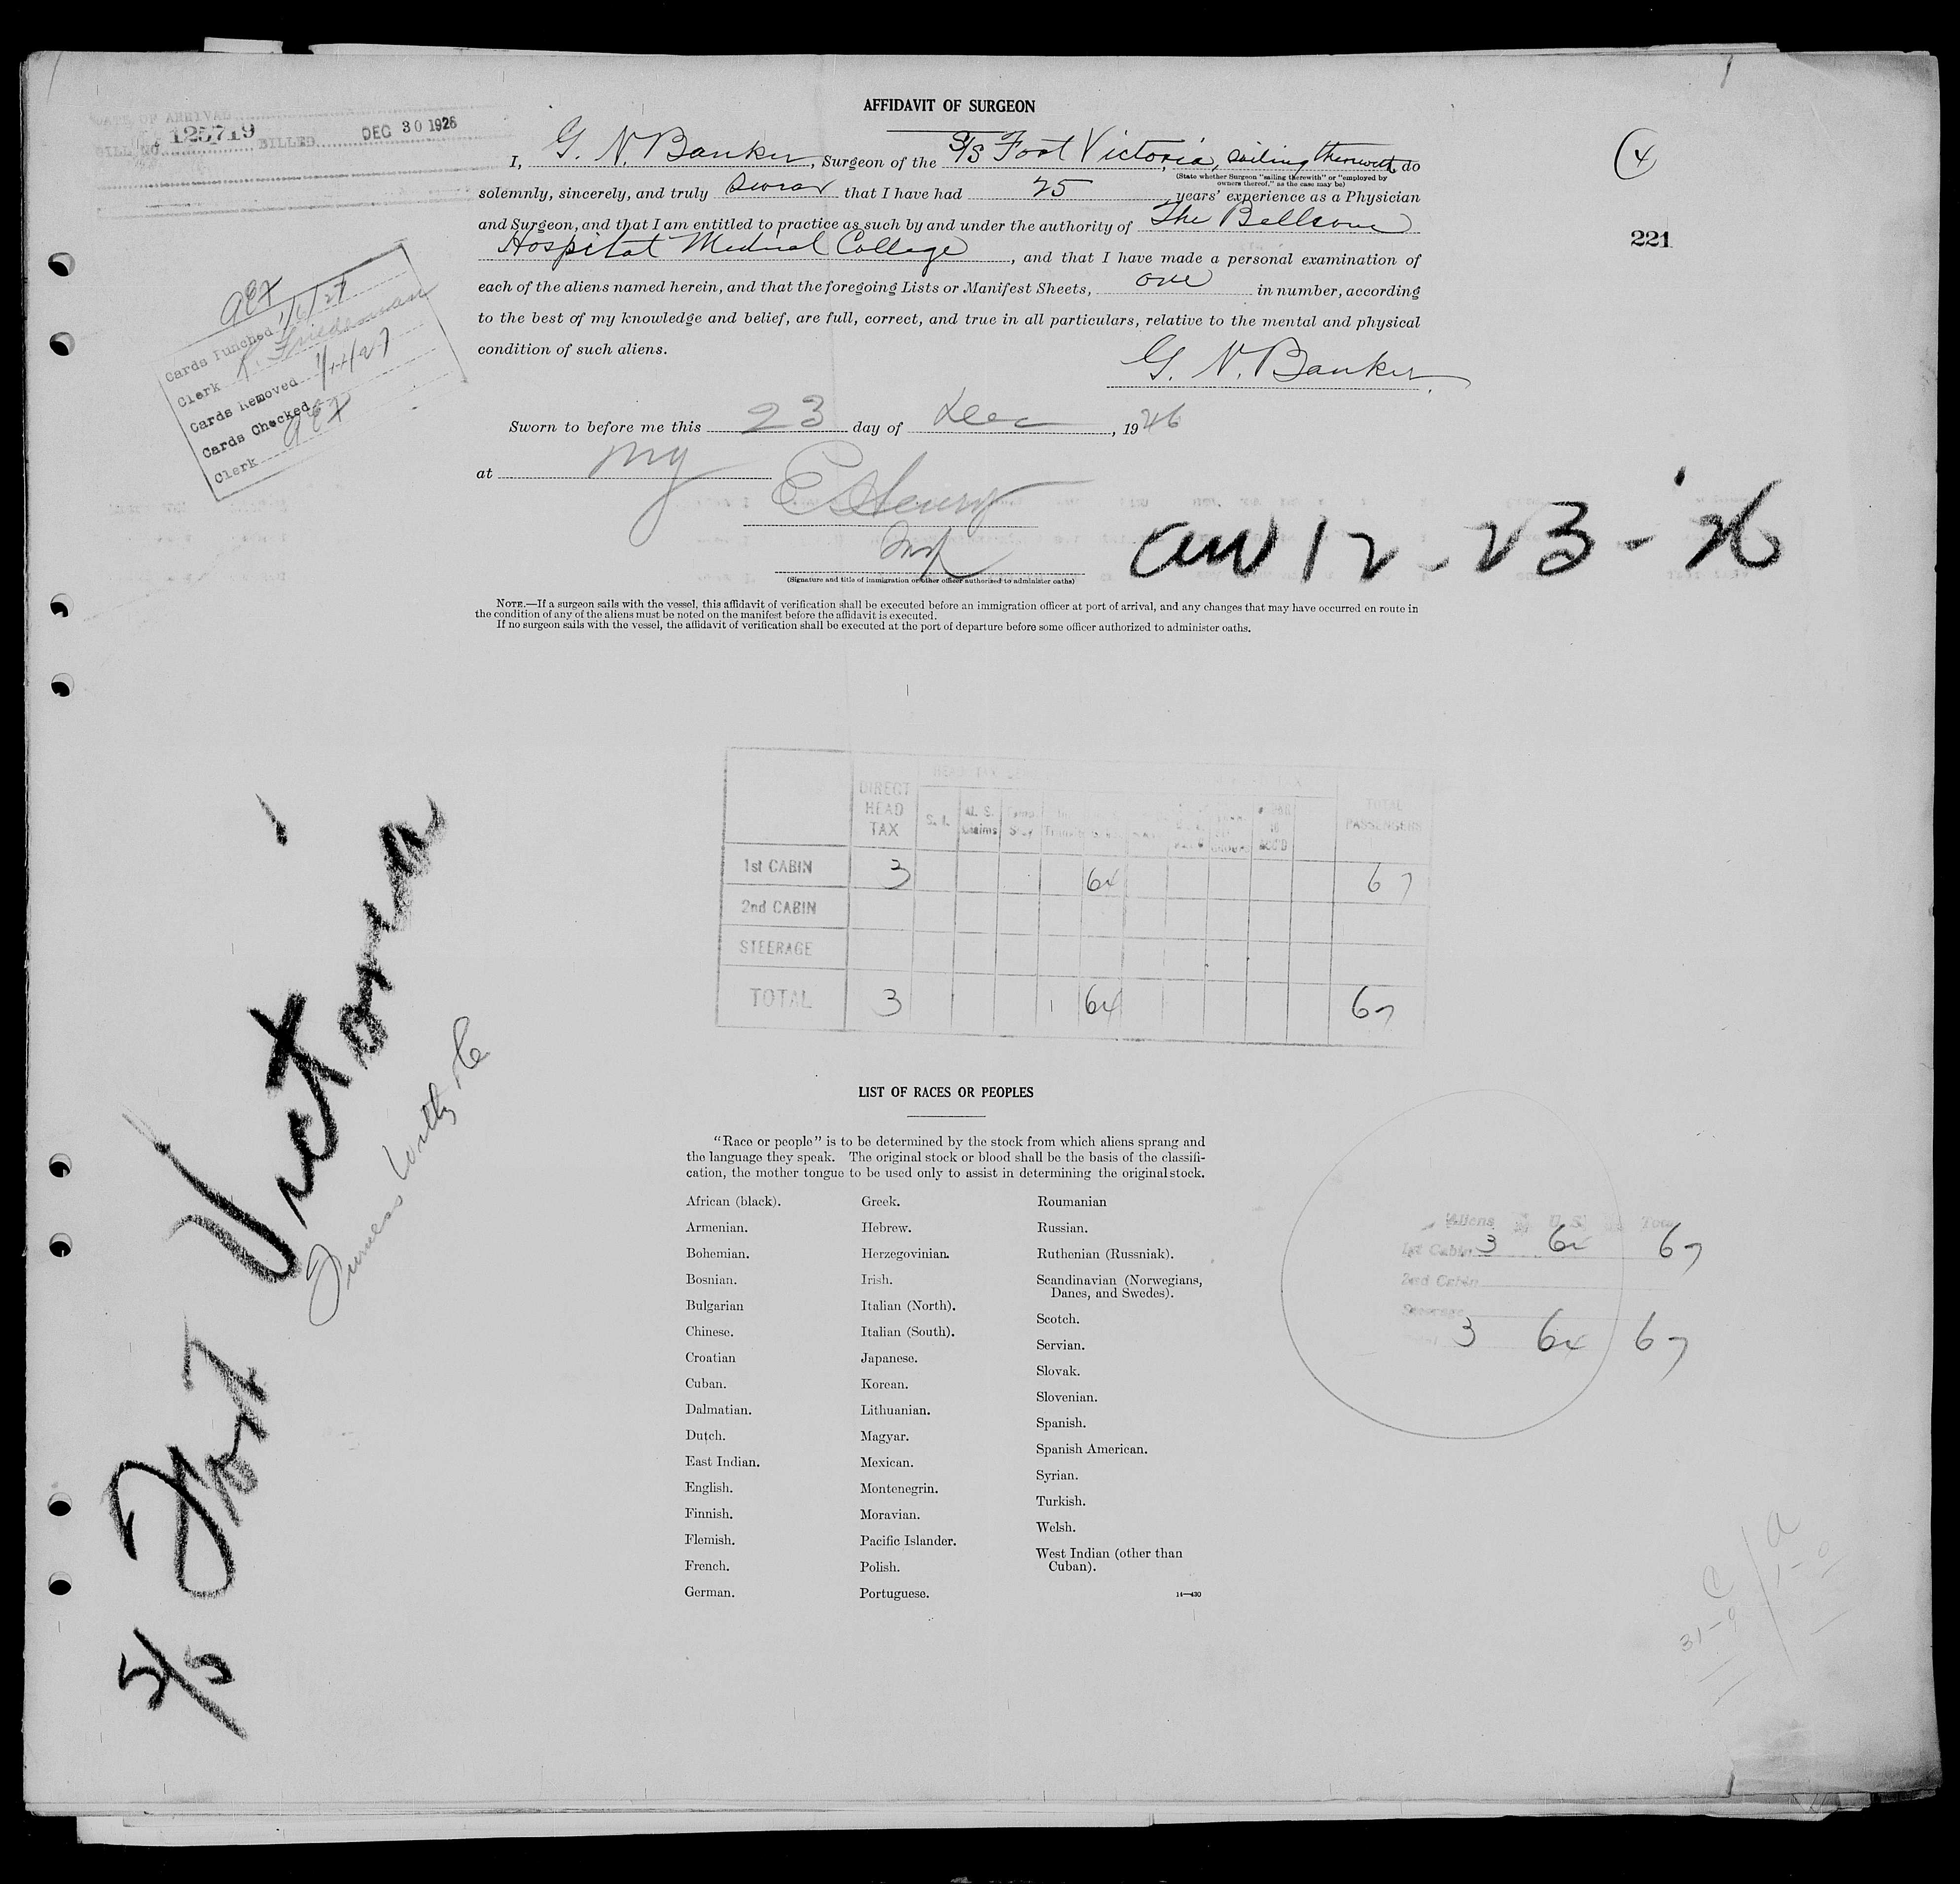 AFFIDAVIT OF SURGEON
DATE OF ARRIVAL
BILL NO. 125719 BILLED DEC 30 1926
I, G. N. Banker, Surgeon of the S/S Fort Victoria, sailing therewith, do
(State whether Surgeon "sailing therewith" or "employed by
owners thereof," as the case may be)
solemnly, sincerely, and truly swear that I have had 25 years' experience as a Physician
and Surgeon, and that I am entitled to practice as such by and under the authority of The Bellevue
Hospital Medical College, and that I have made a personal examination of
each of the aliens named herein, and that the foregoing Lists or Manifest Sheets, one in number, according
to the best of my knowledge and belief, are full, correct, and true in all particulars, relative to the mental and physical
condition of such aliens.
G. N. Banker
4
221
Cards Punched 1/6/27
Clerk Friedman
Cards Removed
Cards Checked
Clerk
Sworn to before me this 23 day of Dec, 1926
at NY
(Signature and title of immigration or other officer authorized to administer oaths)
arr 12-23-26
NOTE.—If a surgeon sails with the vessel, this affidavit of verification shall be executed before an immigration officer at port of arrival, and any changes that may have occurred en route in
the condition of any of the aliens must be noted on the manifest before the affidavit is executed.
If no surgeon sails with the vessel, the affidavit of verification shall be executed at the port of departure before some officer authorized to administer oaths.
DIRECT HEAD TAX S. I. TOTAL PASSENGERS
1st CABIN 3 64 67
2nd CABIN
STEERAGE
TOTAL 3 64 67
S/S Fort Victoria
Furness Withy Co
LIST OF RACES OR PEOPLES
"Race or people" is to be determined by the stock from which aliens sprang and
the language they speak. The original stock or blood shall be the basis of the classifi-
cation, the mother tongue to be used only to assist in determining the original stock.
African (black).
Armenian.
Bohemian.
Bosnian.
Bulgarian
Chinese.
Croatian
Cuban.
Dalmatian.
Dutch.
East Indian.
English.
Finnish.
Flemish.
French.
German.
Greek.
Hebrew.
Herzegovinian.
Irish.
Italian (North).
Italian (South).
Japanese.
Korean.
Lithuanian.
Magyar.
Mexican.
Montenegrin.
Moravian.
Pacific Islander.
Polish.
Portuguese.
Roumanian
Russian.
Ruthenian (Russniak).
Scandinavian (Norwegians,
Danes, and Swedes).
Scotch.
Servian.
Slovak.
Slovenian.
Spanish.
Spanish American.
Syrian.
Turkish.
Welsh.
West Indian (other than
Cuban).
14—430
Aliens U.S. Total
1st Cabin 3 64 67
2nd Cabin
Steerage
3 64 67